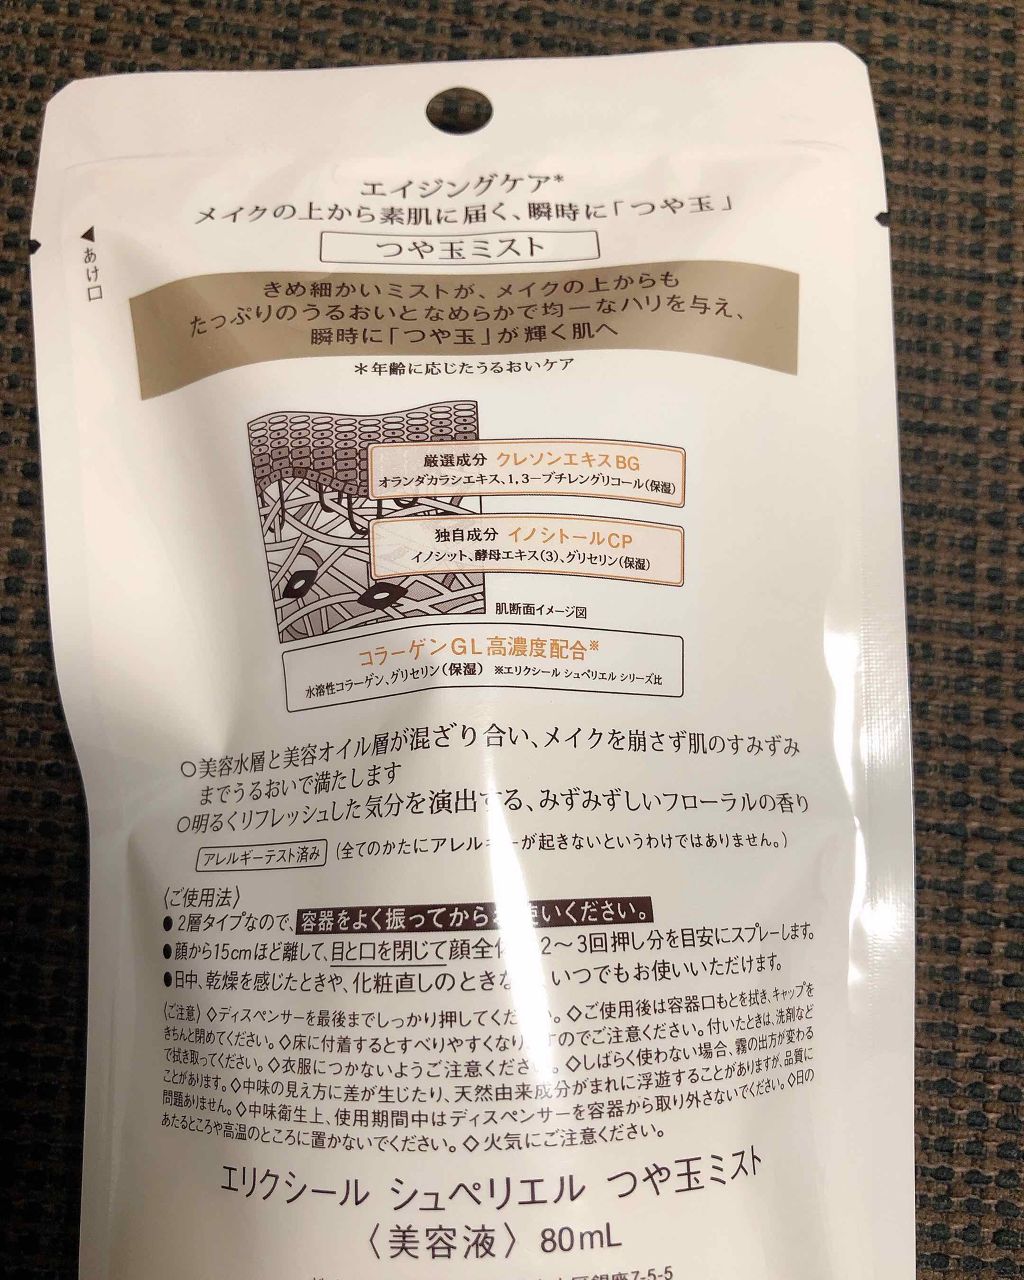 エイジングケア*
メイクの上から素肌に届く、瞬時に「つや玉」
つや玉ミスト
◀あけ口
きめ細かいミストが、メイクの上からも
たっぷりのうるおいとなめらかで均一なハリを与え、
瞬時に「つや玉」が輝く肌へ
*年齢に応じたうるおいケア
厳選成分 クレソンエキスBG
オランダカラシエキス、1,3-ブチレングリコール(保湿)
独自成分 イノシトールCP
イノシット、酵母エキス(3)、グリセリン(保湿)
肌断面イメージ図
コラーゲンGL高濃度配合※
水溶性コラーゲン、グリセリン(保湿) ※エリクシール シュペリエル シリーズ比
○美容水層と美容オイル層が混ざり合い、メイクを崩さず肌のすみずみ
までうるおいで満たします
○明るくリフレッシュした気分を演出する、みずみずしいフローラルの香り
アレルギーテスト済み (全てのかたにアレルギーが起きないというわけではありません。)
〈ご使用法〉
●2層タイプなので、容器をよく振ってから使いください。
●顔から15cmほど離して、目と口を閉じて顔全体 2〜3回押し分を目安にスプレーします。
●日中、乾燥を感じたときや、化粧直しのときな いつでもお使いいただけます。
〈ご注意〉◇ディスペンサーを最後までしっかり押してくだ 。◇ご使用後は容器口もとを拭き、キャップを
きちんと閉めてください。◇床に付着するとすべりやすくなり すのでご注意ください。付いたときは、洗剤など
で拭き取ってください。◇衣服につかないようご注意ください。◇しばらく使わない場合、霧の出方が変わる
ことがあります。◇中味の見え方に差が生じたり、天然由来成分がまれに浮遊することがありますが、品質に
問題ありません。◇中味衛生上、使用期間中はディスペンサーを容器から取り外さないでください。◇日の
あたるところや高温のところに置かないでください。◇火気にご注意ください。
エリクシール シュペリエル つや玉ミスト
〈美容液〉 80mL
区銀座7-5-5